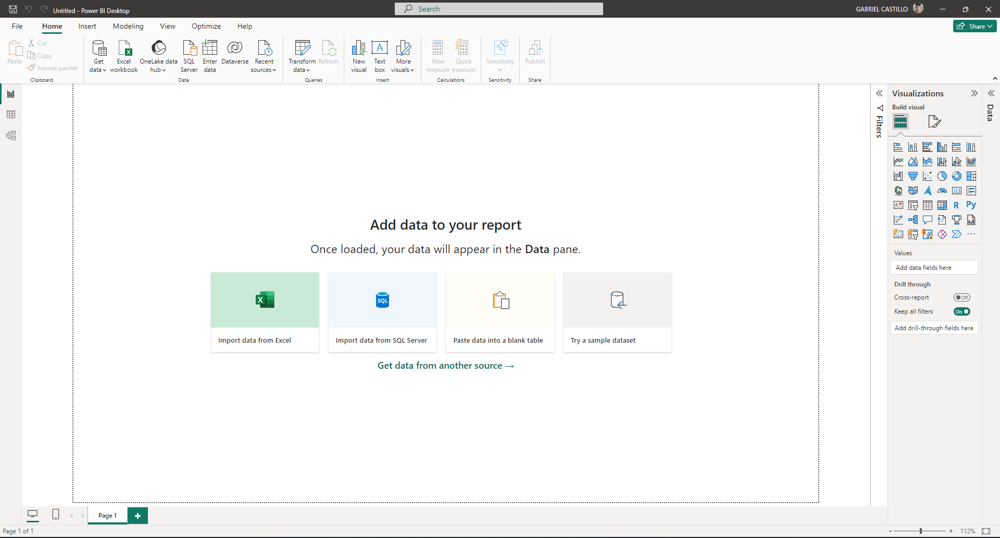 Untitled - Power BI Desktop
Search
GABRIEL CASTILLO
File Home Insert Modeling View Optimize Help
Share
Paste
Cut
Copy
Format painter
Clipboard
Get data
Excel workbook
OneLake data hub
SQL Server
Enter data
Dataverse
Recent sources
Data
Transform data
Refresh
Queries
New visual
A
Text box
More visuals
Insert
New measure
Quick measure
Calculations
Sensitivity
Sensitivity
Publish
Share
Add data to your report
Once loaded, your data will appear in the Data pane.
X
Import data from Excel
SQL
Import data from SQL Server
Paste data into a blank table
Try a sample dataset
Get data from another source →
Filters
Visualizations
Build visual
123
R
Py
123
Values
Add data fields here
Drill through
Cross-report
Off
Keep all filters
On
Add drill-through fields here
Data
Page 1
+
Page 1 of 1
- + 112%